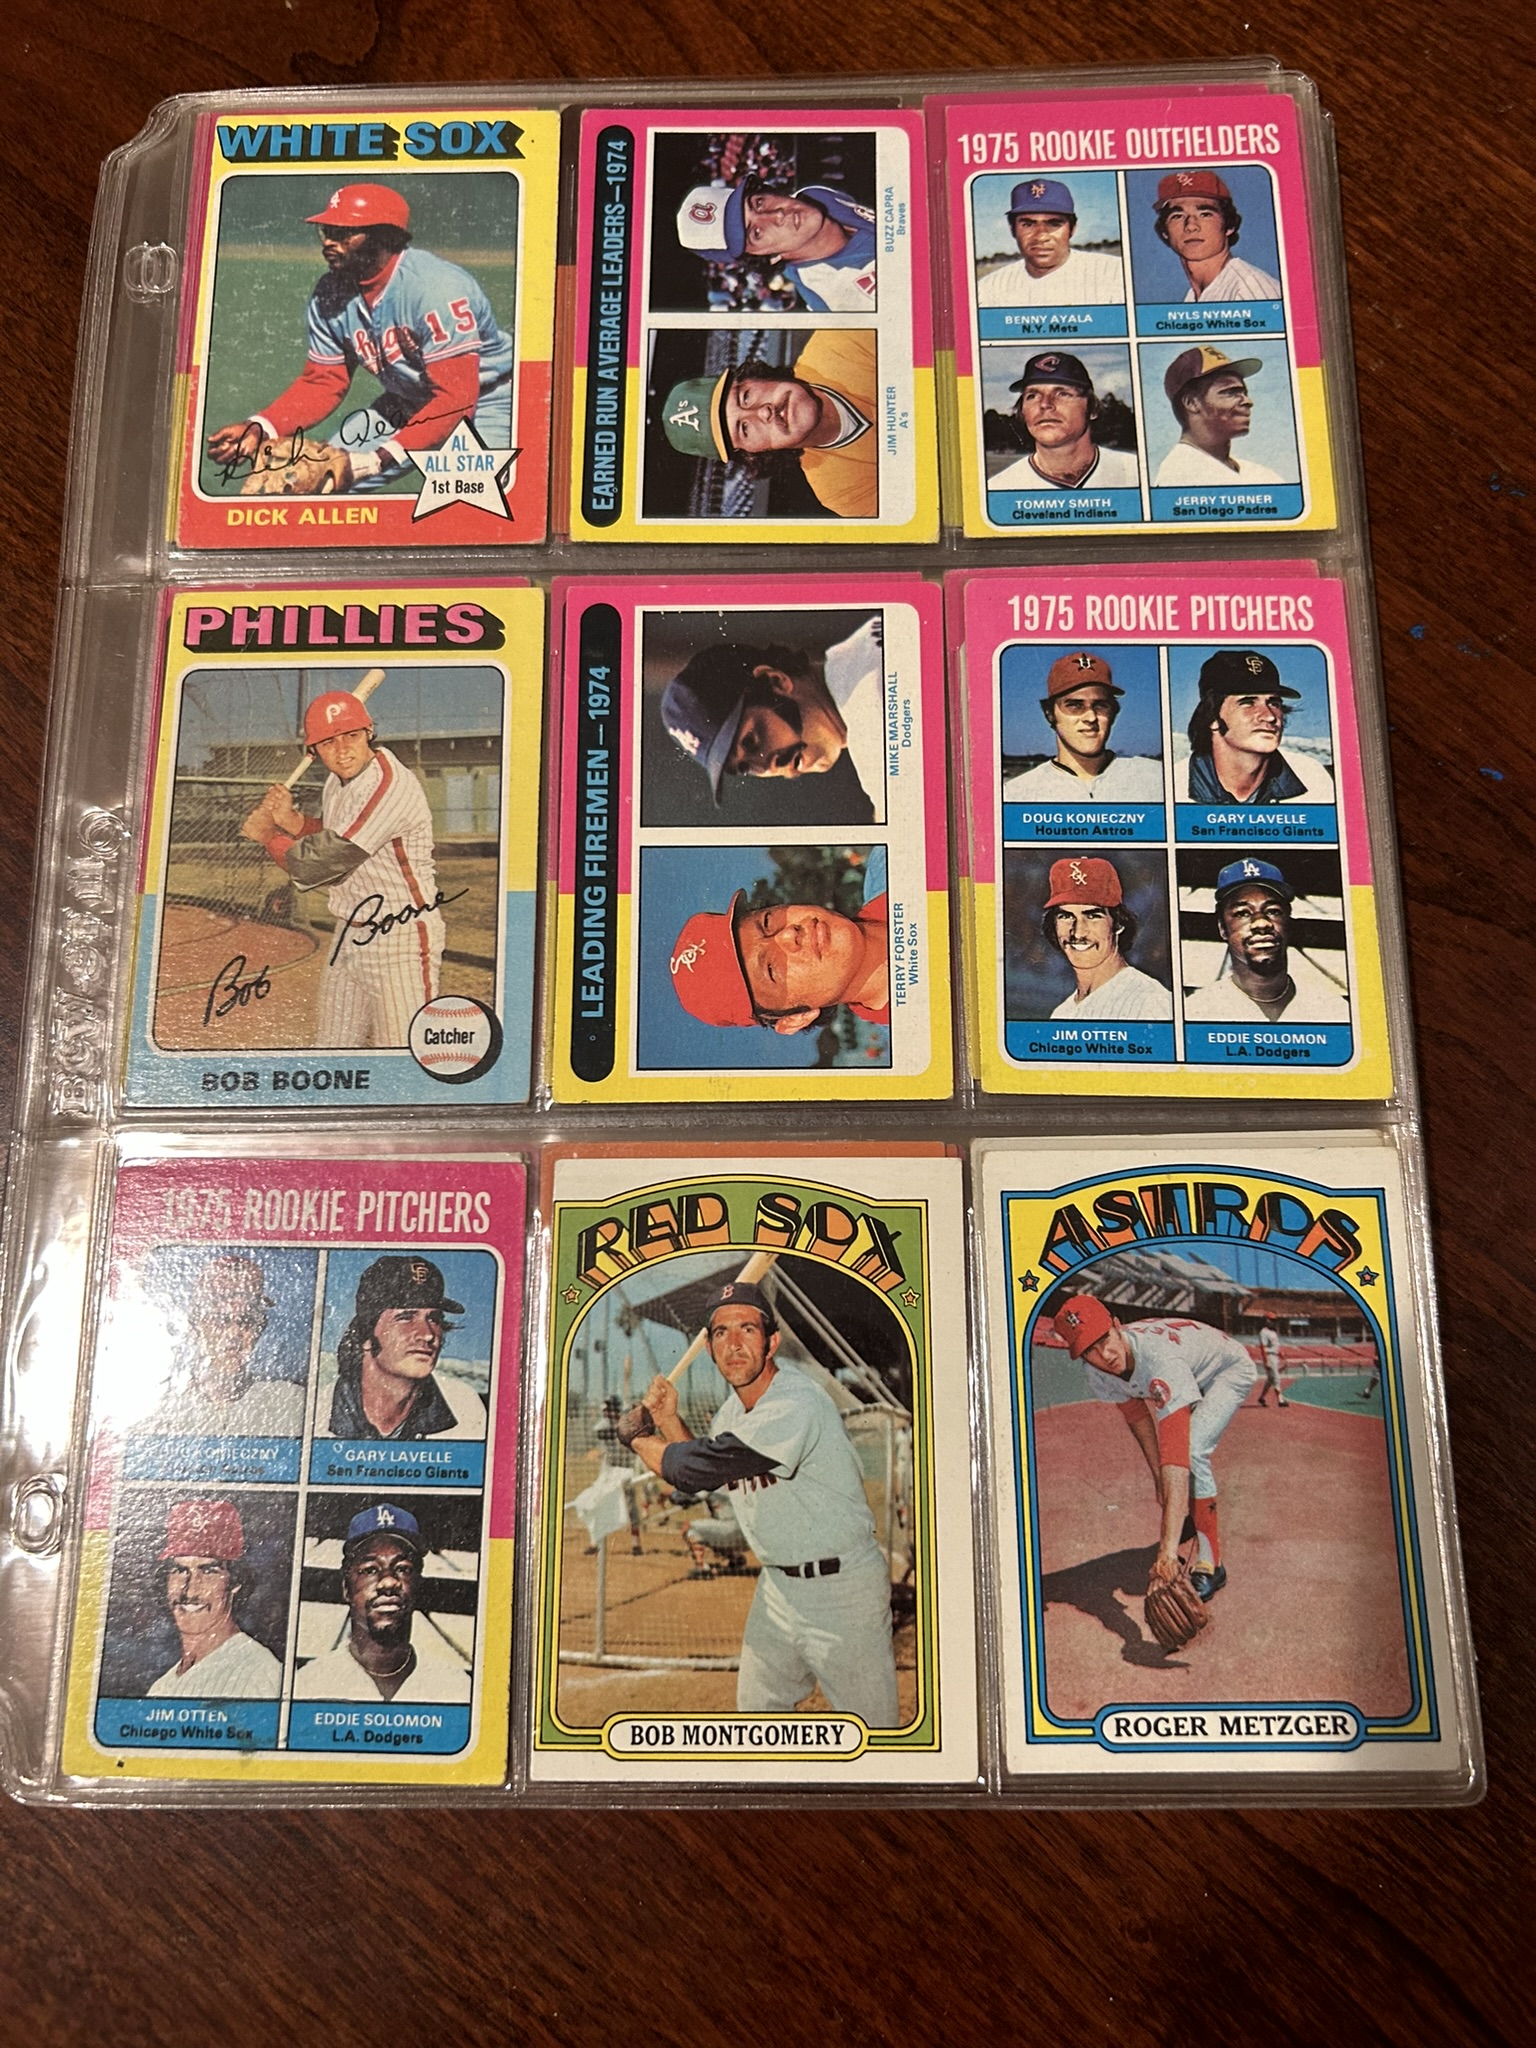 WHITE SOX
15
Rich Allen
AL
ALL STAR
1st Base
DICK ALLEN
EARNED RUN AVERAGE LEADERS—1974
BUZZ CAPRA
Braves
A's
JIM HUNTER
A's
1975 ROOKIE OUTFIELDERS
BENNY AYALA
N.Y. Mets
NYLS NYMAN
Chicago White Sox
TOMMY SMITH
Cleveland Indians
JERRY TURNER
San Diego Padres
PHILLIES
P
Bob Boone
Catcher
BOB BOONE
LEADING FIREMEN—1974
MIKE MARSHALL
Dodgers
TERRY FORSTER
White Sox
1975 ROOKIE PITCHERS
DOUG KONIECZNY
Houston Astros
GARY LAVELLE
San Francisco Giants
JIM OTTEN
Chicago White Sox
EDDIE SOLOMON
L.A. Dodgers
1975 ROOKIE PITCHERS
KONIECZNY
GARY LAVELLE
San Francisco Giants
JIM OTTEN
Chicago White Sox
EDDIE SOLOMON
L.A. Dodgers
RED SOX
B
BOB MONTGOMERY
ASTROS
ROGER METZGER